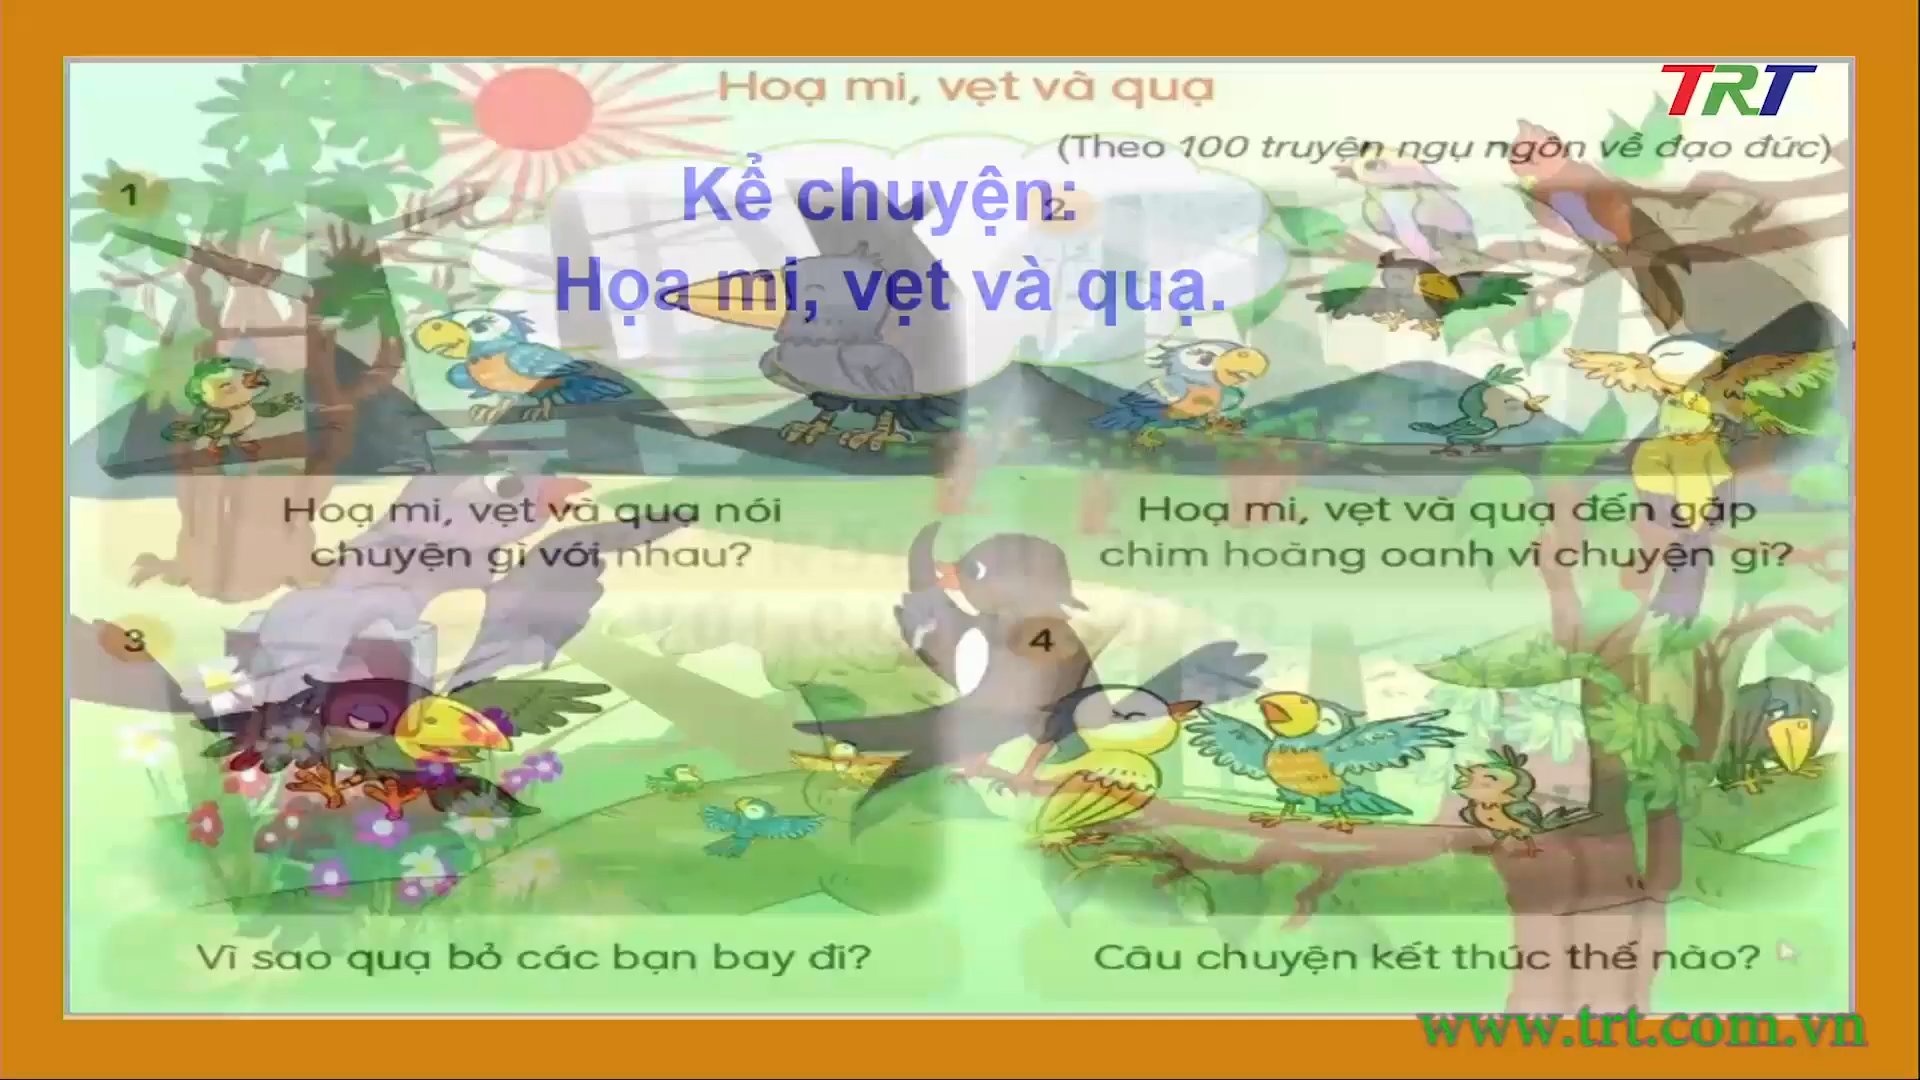 TRT
Hoạ mi, vẹt và quạ
(Theo 100 truyện ngụ ngôn về đạo đức)
Kể chuyện:
Họa mi, vẹt và quạ.
1
2
Hoạ mi, vẹt và quạ nói
chuyện gì với nhau?
Hoạ mi, vẹt và quạ đến gặp
chim hoàng oanh vì chuyện gì?
3
4
Vì sao quạ bỏ các bạn bay đi?
Câu chuyện kết thúc thế nào?
www.trt.com.vn